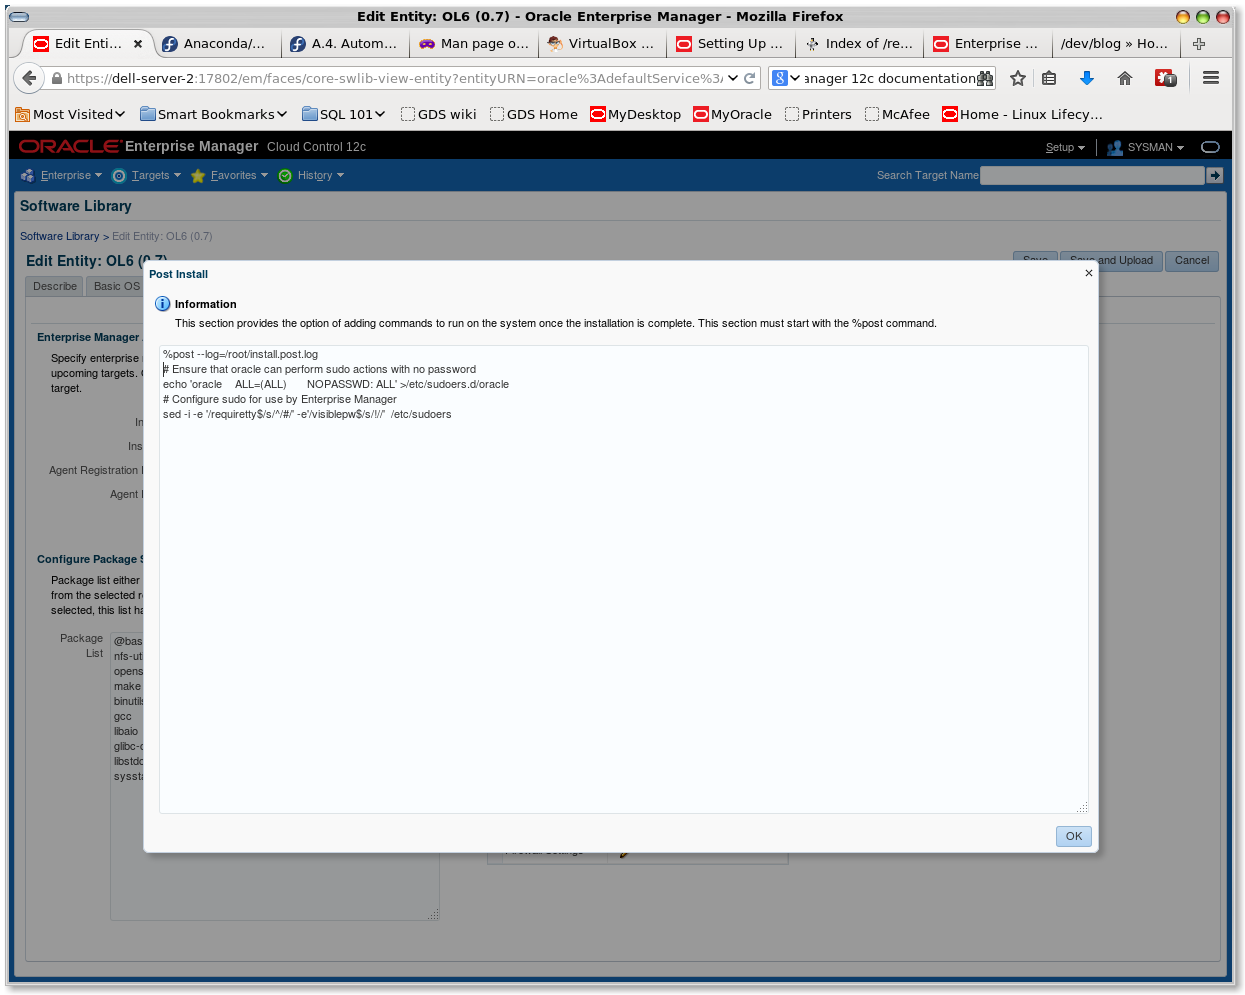 Edit Entity: OL6 (0.7) - Oracle Enterprise Manager - Mozilla Firefox
Edit Enti... Anaconda/... A.4. Autom... Man page o... VirtualBox ... Setting Up ... Index of /re... Enterprise ... /dev/blog » Ho...
https://dell-server-2:17802/em/faces/core-swlib-view-entity?entityURN=oracle%3AdefaultService%3 8 anager 12c documentation 1
Most Visited Smart Bookmarks SQL 101 GDS wiki GDS Home MyDesktop MyOracle Printers McAfee Home - Linux Lifecy...
ORACLE Enterprise Manager Cloud Control 12c Setup SYSMAN
Enterprise Targets Favorites History Search Target Name
Software Library
Software Library > Edit Entity: OL6 (0.7)
Edit Entity: OL6 (0.7) Save Save and Upload Cancel
Describe Basic OS
Post Install
Information
This section provides the option of adding commands to run on the system once the installation is complete. This section must start with the %post command.
%post --log=/root/install.post.log
# Ensure that oracle can perform sudo actions with no password
echo 'oracle ALL=(ALL) NOPASSWD: ALL' >/etc/sudoers.d/oracle
# Configure sudo for use by Enterprise Manager
sed -i -e '/requiretty$/s/^/#/' -e'/visiblepw$/s/!//' /etc/sudoers
OK
Enterprise Manager
Specify enterprise
upcoming targets.
target.
In
Ins
Agent Registration
Agent
Configure Package
Package list either
from the selected
selected, this list
Package
List
@bas
nfs-ut
opens
make
binutils
gcc
libaio
glibc-
libstdc
syssta